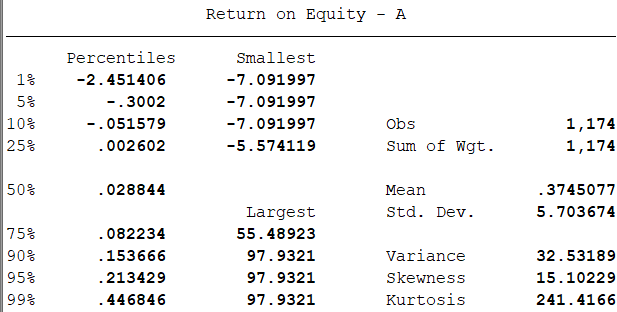 Return on Equity - A
Percentiles Smallest
1% -2.451406 -7.091997
5% -.3002 -7.091997
10% -.051579 -7.091997 Obs 1,174
25% .002602 -5.574119 Sum of Wgt. 1,174
50% .028844 Mean .3745077
Largest Std. Dev. 5.703674
75% .082234 55.48923
90% .153666 97.9321 Variance 32.53189
95% .213429 97.9321 Skewness 15.10229
99% .446846 97.9321 Kurtosis 241.4166